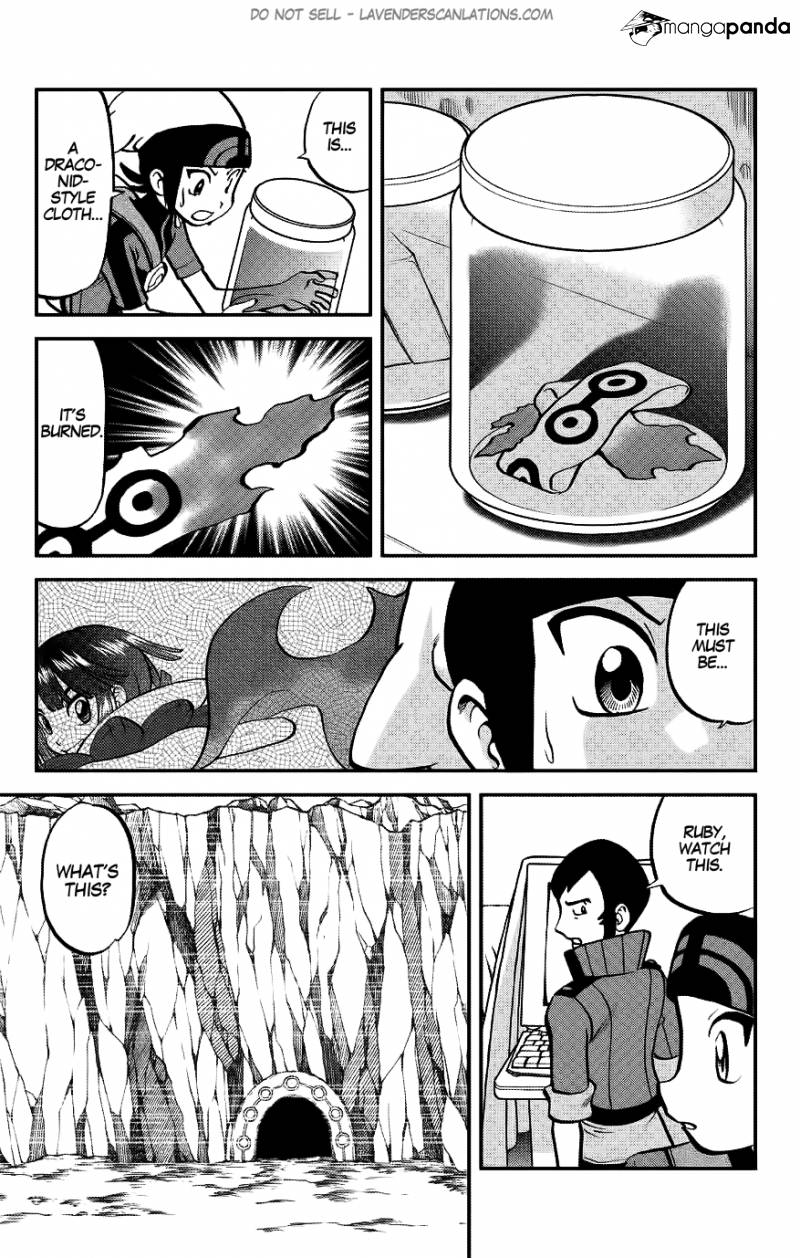 DO NOT SELL - LAVENDERSCANLATIONS.COM
mangapanda
THIS
IS...
A
DRACO-
NID-
STYLE
CLOTH...
IT'S
BURNED.
THIS
MUST
BE...
RUBY,
WATCH
THIS.
WHAT'S
THIS?